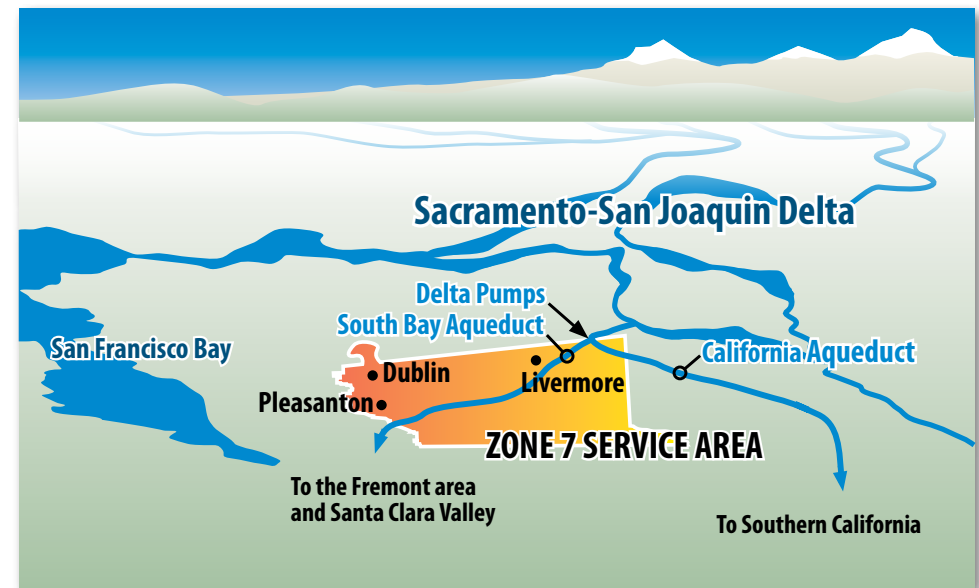 Sacramento-San Joaquin Delta
Delta Pumps
South Bay Aqueduct
San Francisco Bay
California Aqueduct
Dublin
Livermore
Pleasanton
ZONE 7 SERVICE AREA
To the Fremont area
and Santa Clara Valley
To Southern California